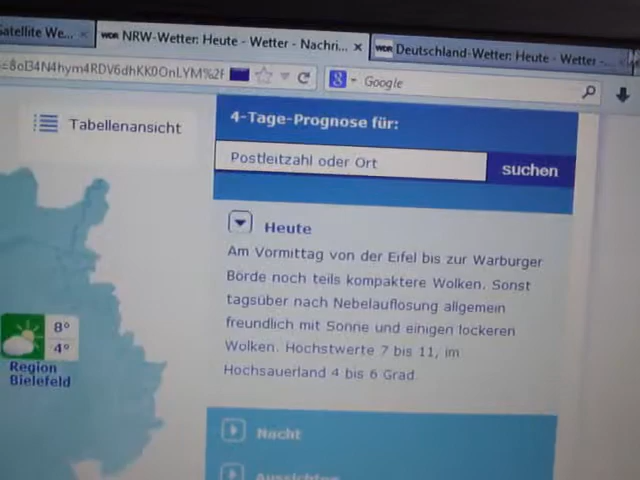 Satellite We... ×
WDR NRW-Wetter: Heute - Wetter - Nachri... ×
WDR Deutschland-Wetter: Heute - Wetter -...
Google
Tabellenansicht
4-Tage-Prognose für:
Postleitzahl oder Ort
suchen
Heute
Am Vormittag von der Eifel bis zur Warburger
Börde noch teils kompaktere Wolken. Sonst
tagsüber nach Nebelauflösung allgemein
freundlich mit Sonne und einigen lockeren
Wolken. Höchstwerte 7 bis 11, im
Hochsauerland 4 bis 6 Grad.
8°
4°
Region
Bielefeld
Nacht
Aussichten